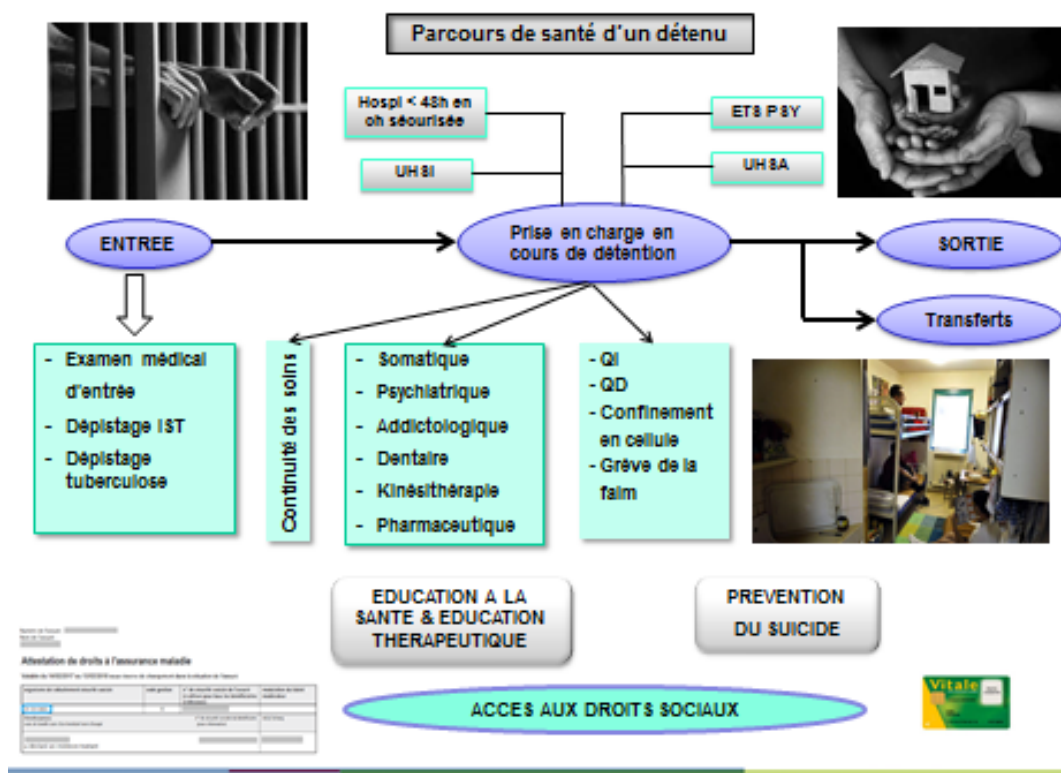 Parcours de santé d'un détenu
Hospi < 48h en
ch sécurisée
ETS PSY
UHSI
UHSA
ENTREE
Prise en charge en
cours de détention
SORTIE
Transferts
- Examen médical
d'entrée
- Dépistage IST
- Dépistage
tuberculose
Continuité des soins
- Somatique
- Psychiatrique
- Addictologique
- Dentaire
- Kinésithérapie
- Pharmaceutique
- QI
- QD
- Confinement
en cellule
- Grève de la
faim
EDUCATION A LA
SANTE & EDUCATION
THERAPEUTIQUE
PREVENTION
DU SUICIDE
Attestation de droits à l'assurance maladie
ACCES AUX DROITS SOCIAUX
Vitale